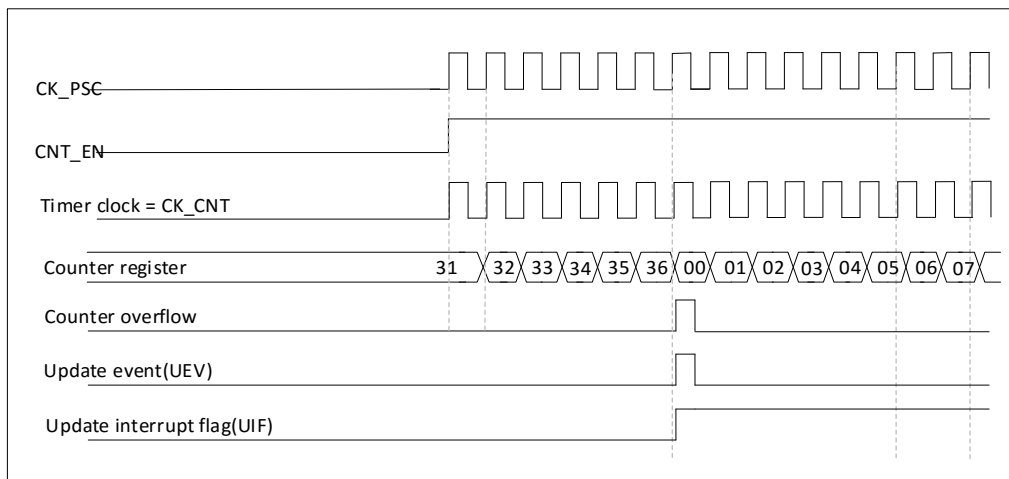 CK_PSC
CNT_EN
Timer clock = CK_CNT
Counter register 31 32 33 34 35 36 00 01 02 03 04 05 06 07
Counter overflow
Update event(UEV)
Update interrupt flag(UIF)